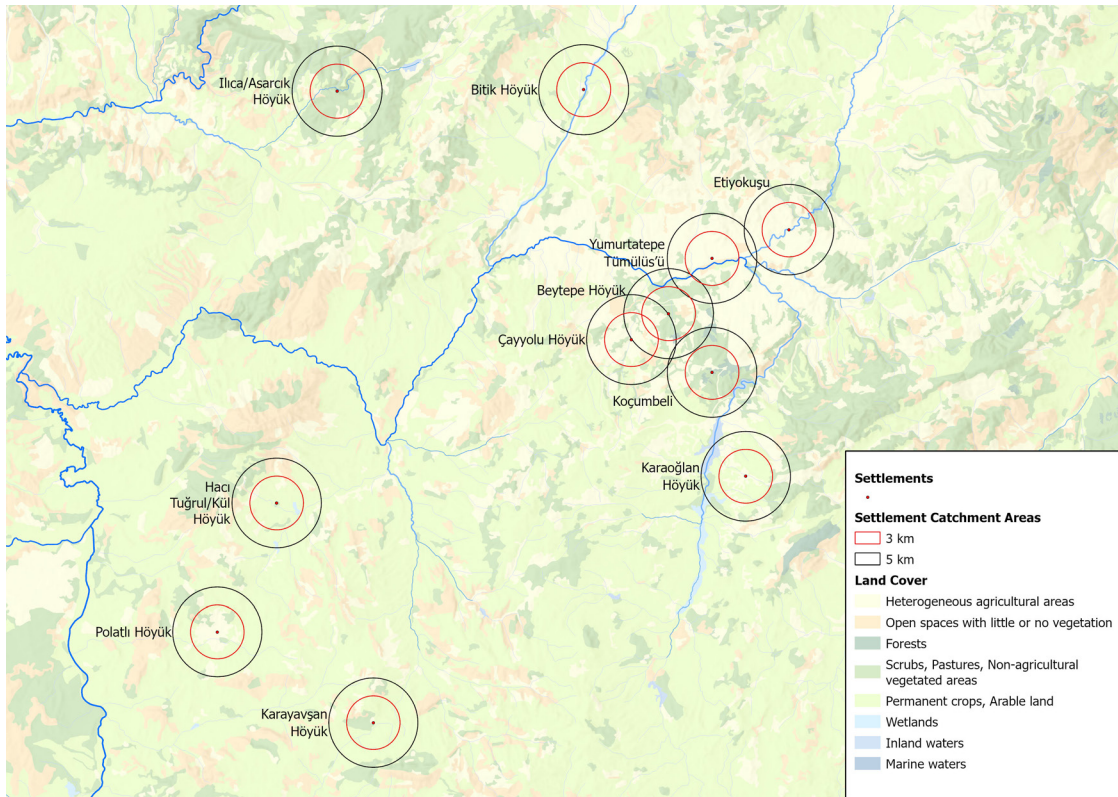 Ilıca/Asarcık
Höyük
Bitik Höyük
Etiyokuşu
Yumurtatepe
Tümülüs'ü
Beytepe Höyük
Çayyolu Höyük
Koçumbeli
Karaoğlan
Höyük
Hacı
Tuğrul/Kül
Höyük
Polatlı Höyük
Karayavşan
Höyük
Settlements
Settlement Catchment Areas
3 km
5 km
Land Cover
Heterogeneous agricultural areas
Open spaces with little or no vegetation
Forests
Scrubs, Pastures, Non-agricultural
vegetated areas
Permanent crops, Arable land
Wetlands
Inland waters
Marine waters